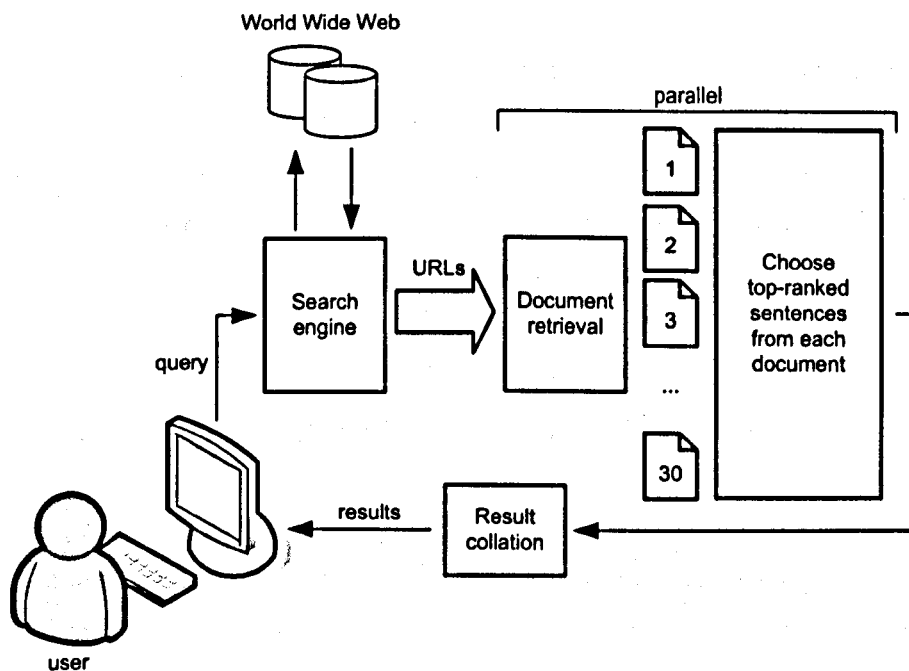 World Wide Web
parallel
1
2
3
...
30
Choose
top-ranked
sentences
from each
document
URLs
Document
retrieval
Search
engine
query
results
Result
collation
user